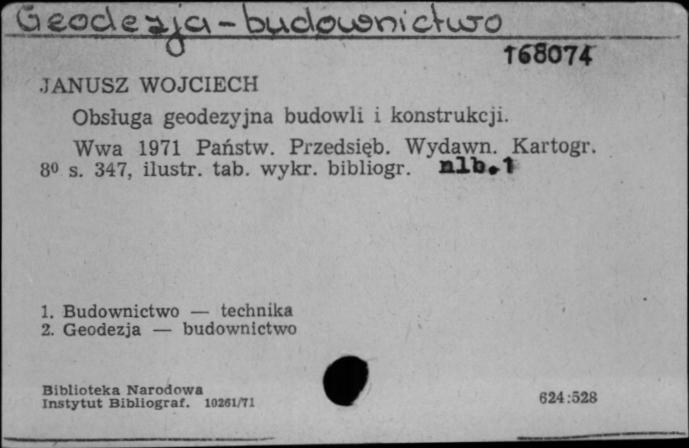 Geodezja - budownictwo
168074
JANUSZ WOJCIECH
Obsługa geodezyjna budowli i konstrukcji.
Wwa 1971 Państw. Przedsięb. Wydawn. Kartogr.
8º s. 347, ilustr. tab. wykr. bibliogr. nlb. 1
1. Budownictwo — technika
2. Geodezja — budownictwo
Biblioteka Narodowa
Instytut Bibliograf. 10261/71
624:528